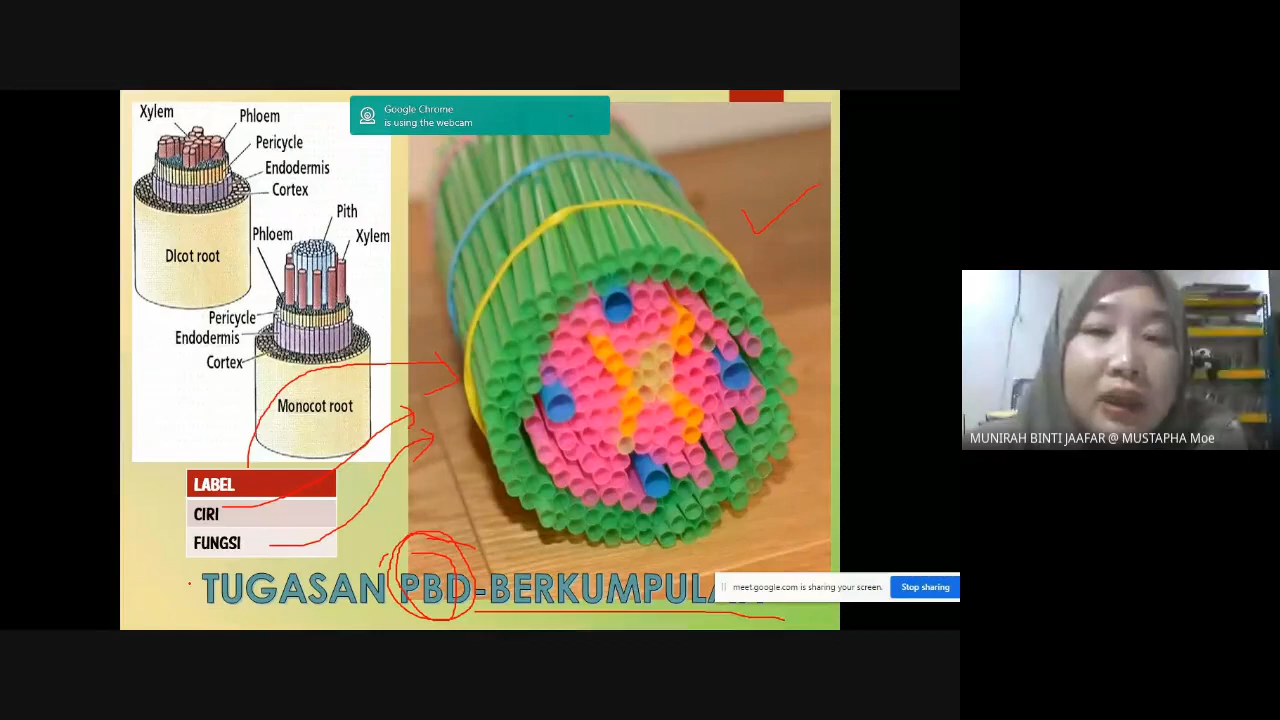 Google Chrome
is using the webcam
Xylem
Phloem
Pericycle
Endodermis
Cortex
DIcot root
Pith
Phloem
Xylem
Pericycle
Endodermis
Cortex
Monocot root
LABEL
CIRI
FUNGSI
TUGASAN PBD-BERKUMPUL
meet.google.com is sharing your screen.
Stop sharing
MUNIRAH BINTI JAAFAR @ MUSTAPHA Moe